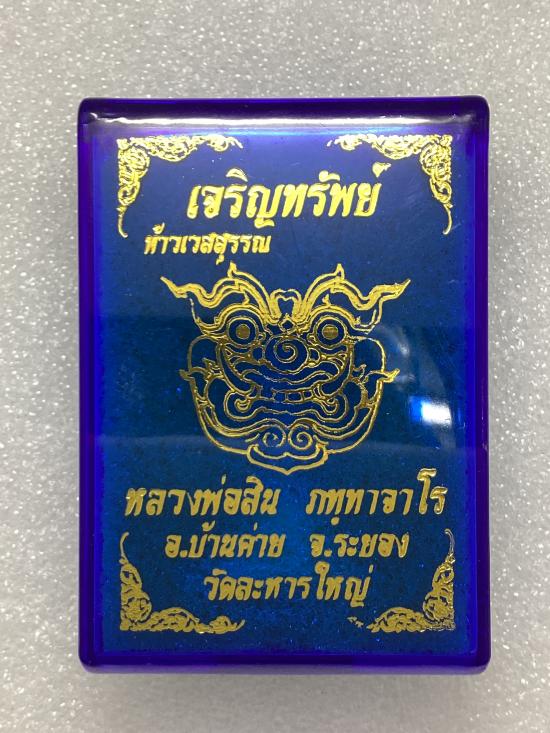 เจริญทรัพย์
ท้าวเวสสุรรณ
หลวงพ่อสิน ภทฺทาจาโร
อ.บ้านค่าย จ.ระยอง
วัดละหารใหญ่